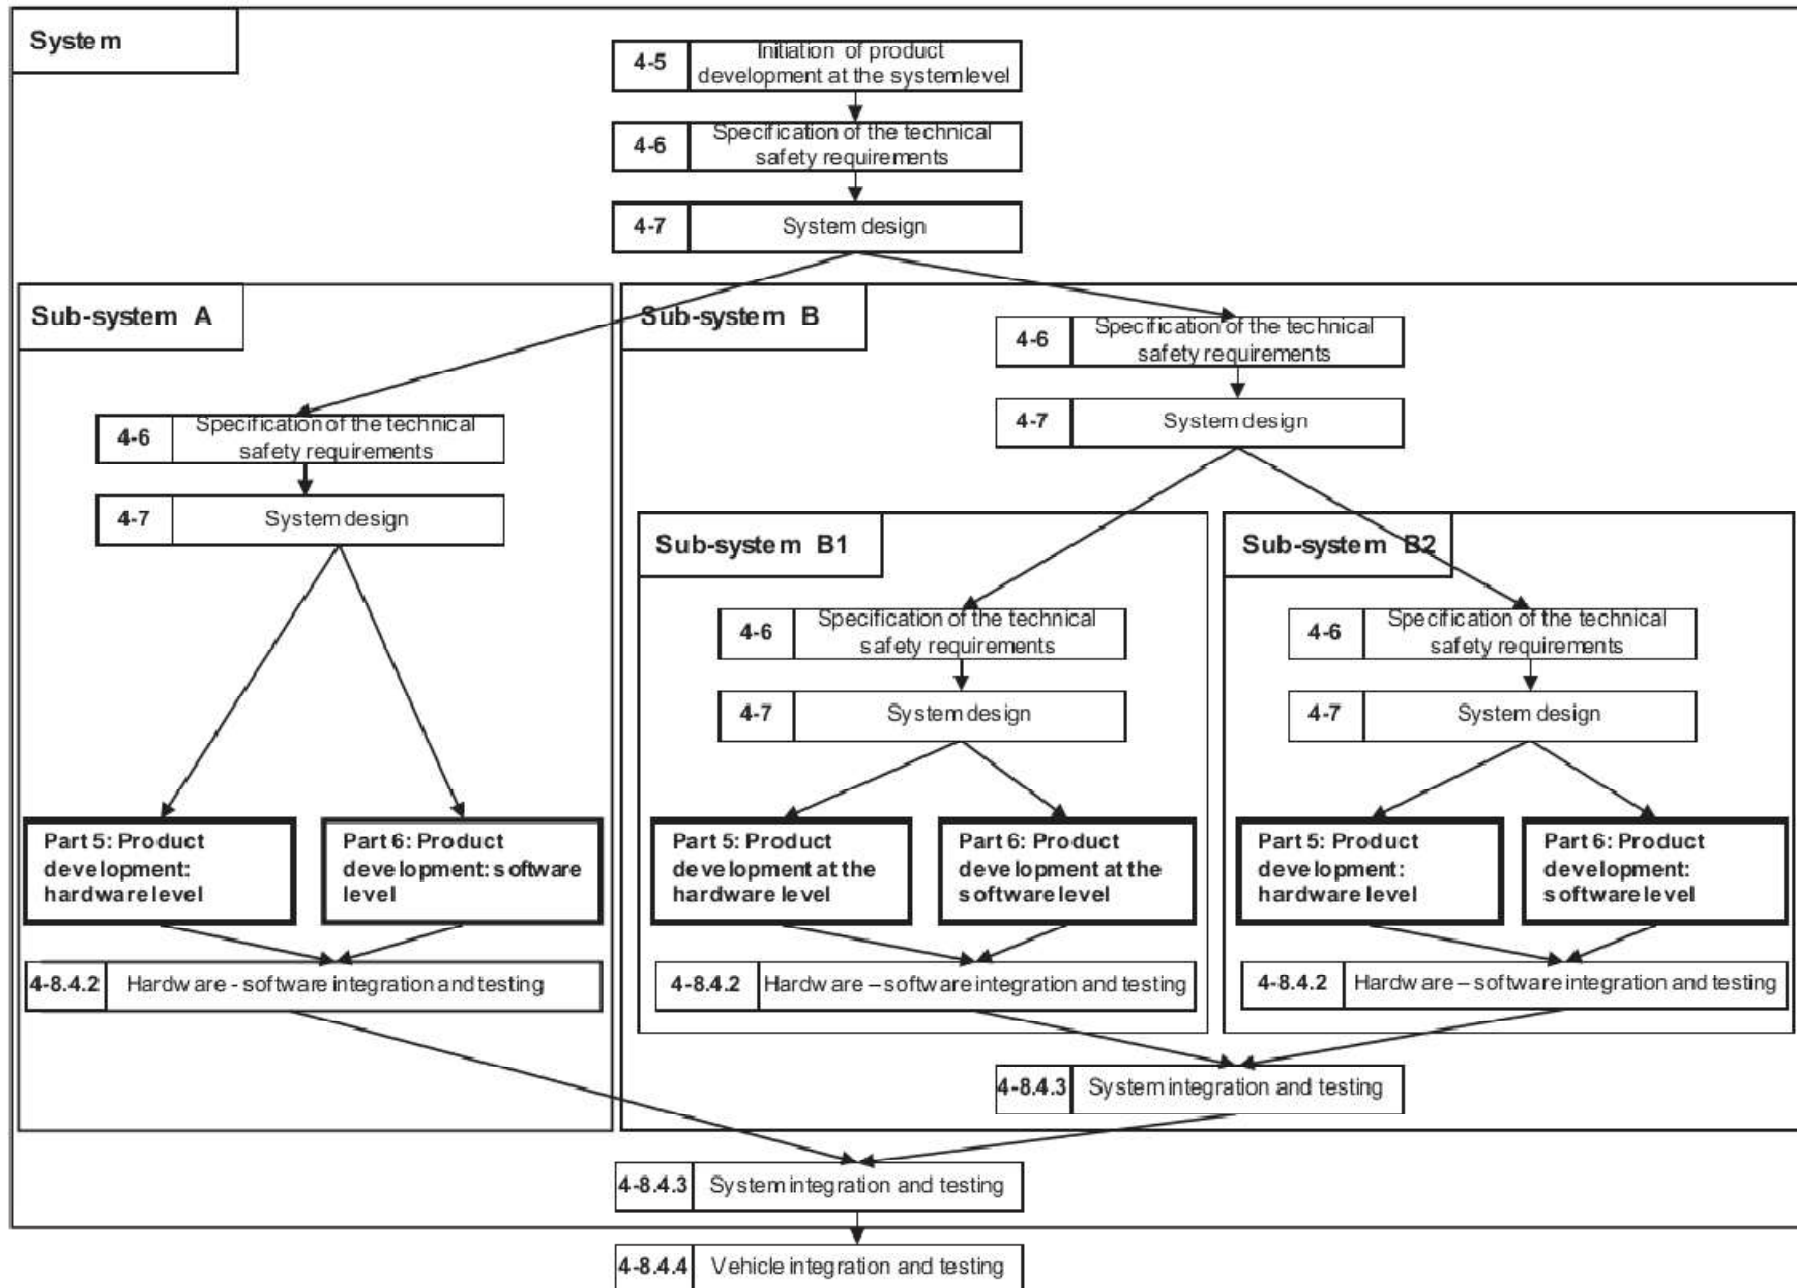 System
4-5
Initiation of product
development at the system level
4-6
Specification of the technical
safety requirements
4-7
System design
Sub-system A
4-6
Specification of the technical
safety requirements
4-7
System design
Part 5: Product
development:
hardware level
Part 6: Product
development: software
level
4-8.4.2
Hardware - software integration and testing
Sub-system B
4-6
Specification of the technical
safety requirements
4-7
System design
Sub-system B1
4-6
Specification of the technical
safety requirements
4-7
System design
Part 5: Product
development at the
hardware level
Part 6: Product
development at the
software level
4-8.4.2
Hardware – software integration and testing
Sub-system B2
4-6
Specification of the technical
safety requirements
4-7
System design
Part 5: Product
development:
hardware level
Part 6: Product
development:
software level
4-8.4.2
Hardware – software integration and testing
4-8.4.3
System integration and testing
4-8.4.3
System integration and testing
4-8.4.4
Vehicle integration and testing